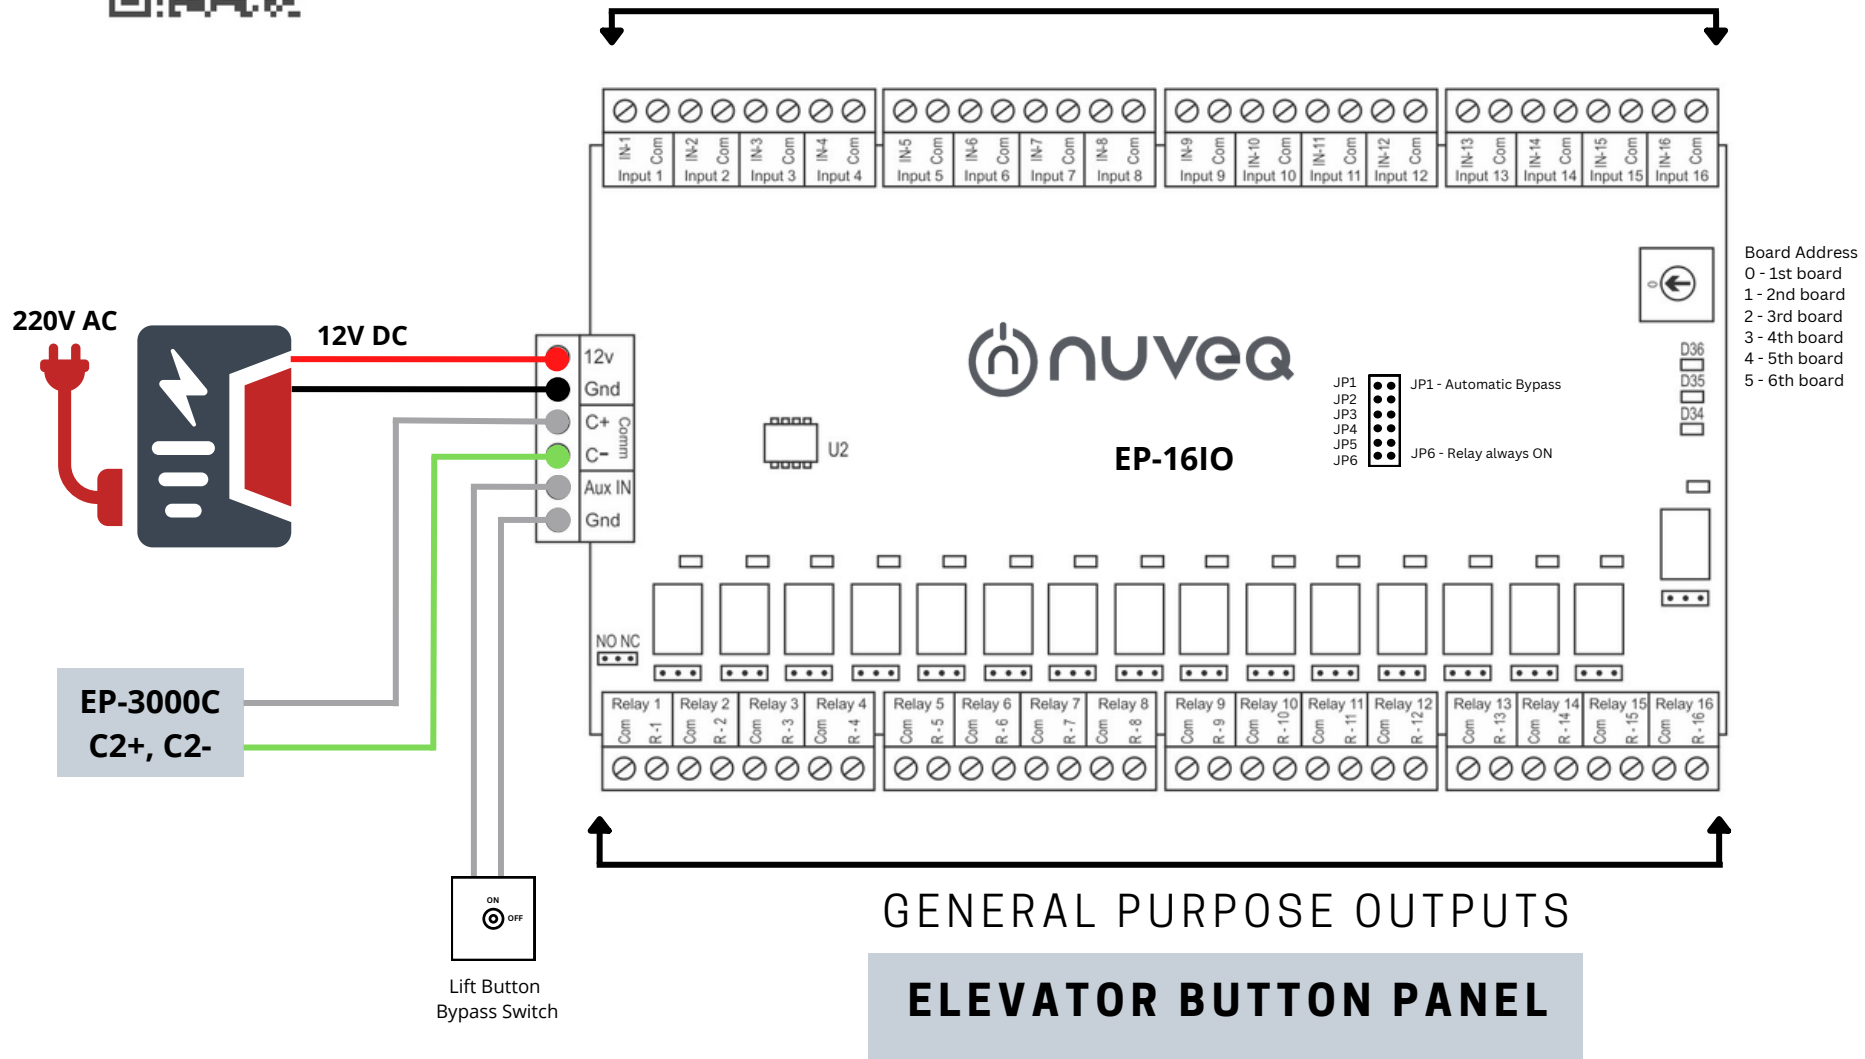 IN-1 Com IN-2 Com IN-3 Com IN-4 Com IN-5 Com IN-6 Com IN-7 Com IN-8 Com IN-9 Com IN-10 Com IN-11 Com IN-12 Com IN-13 Com IN-14 Com IN-15 Com IN-16 Com
Input 1 Input 2 Input 3 Input 4 Input 5 Input 6 Input 7 Input 8 Input 9 Input 10 Input 11 Input 12 Input 13 Input 14 Input 15 Input 16
Board Address
0 - 1st board
1 - 2nd board
2 - 3rd board
3 - 4th board
4 - 5th board
5 - 6th board
0
220V AC
12V DC
12v
Gnd
C+
C-
Comm
Aux IN
Gnd
nuveq
EP-16IO
U2
JP1
JP2
JP3
JP4
JP5
JP6
JP1 - Automatic Bypass
JP6 - Relay always ON
D36
D35
D34
NO NC
Relay 1 Relay 2 Relay 3 Relay 4 Relay 5 Relay 6 Relay 7 Relay 8 Relay 9 Relay 10 Relay 11 Relay 12 Relay 13 Relay 14 Relay 15 Relay 16
Com R -1 Com R - 2 Com R - 3 Com R - 4 Com R - 5 Com R - 6 Com R - 7 Com R - 8 Com R - 9 Com R - 10 Com R - 11 Com R - 12 Com R - 13 Com R - 14 Com R - 15 Com R - 16
EP-3000C
C2+, C2-
ON
OFF
Lift Button
Bypass Switch
GENERAL PURPOSE OUTPUTS
ELEVATOR BUTTON PANEL